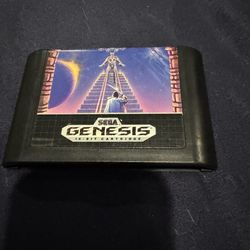 SEGA
GENESIS
16-BIT CARTRIDGE